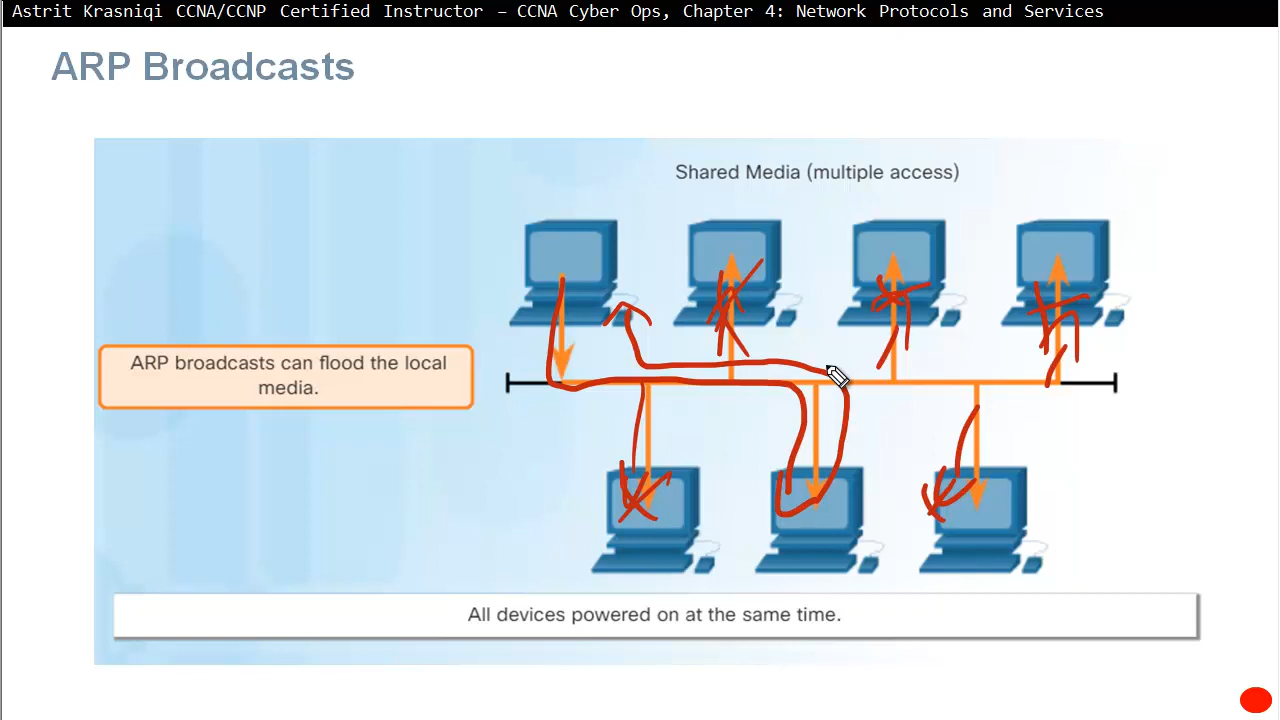 Astrit Krasniqi CCNA/CCNP Certified Instructor – CCNA Cyber Ops, Chapter 4: Network Protocols and Services
ARP Broadcasts
Shared Media (multiple access)
ARP broadcasts can flood the local
media.
All devices powered on at the same time.